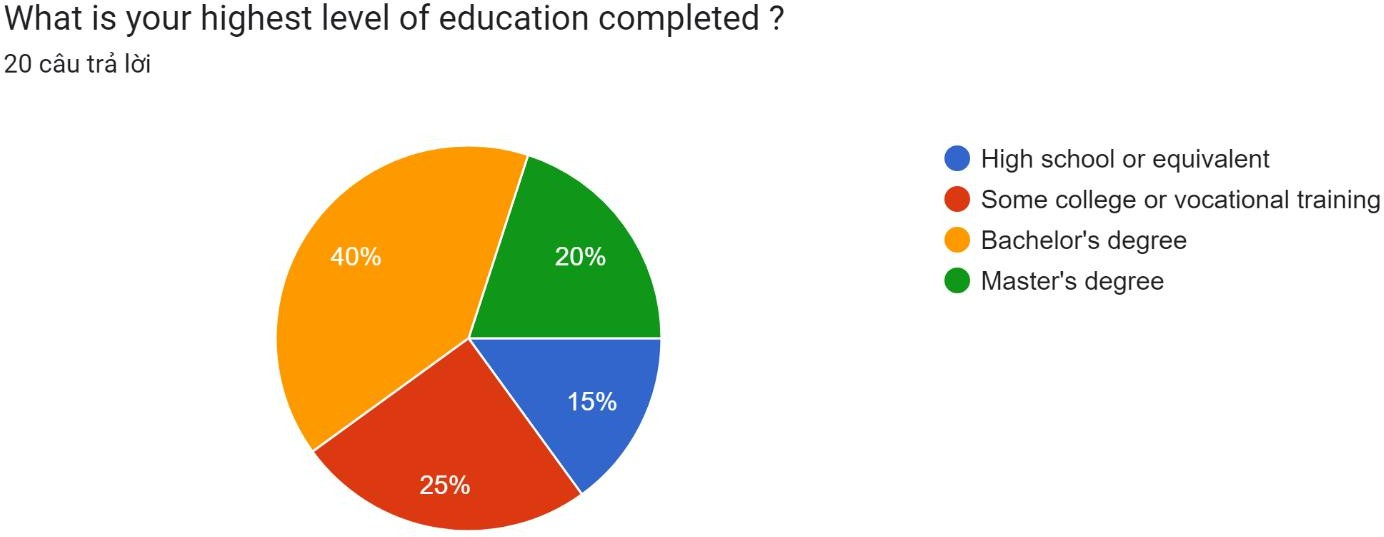 What is your highest level of education completed ?
20 câu trả lời
High school or equivalent
Some college or vocational training
Bachelor's degree
Master's degree
40%
20%
15%
25%